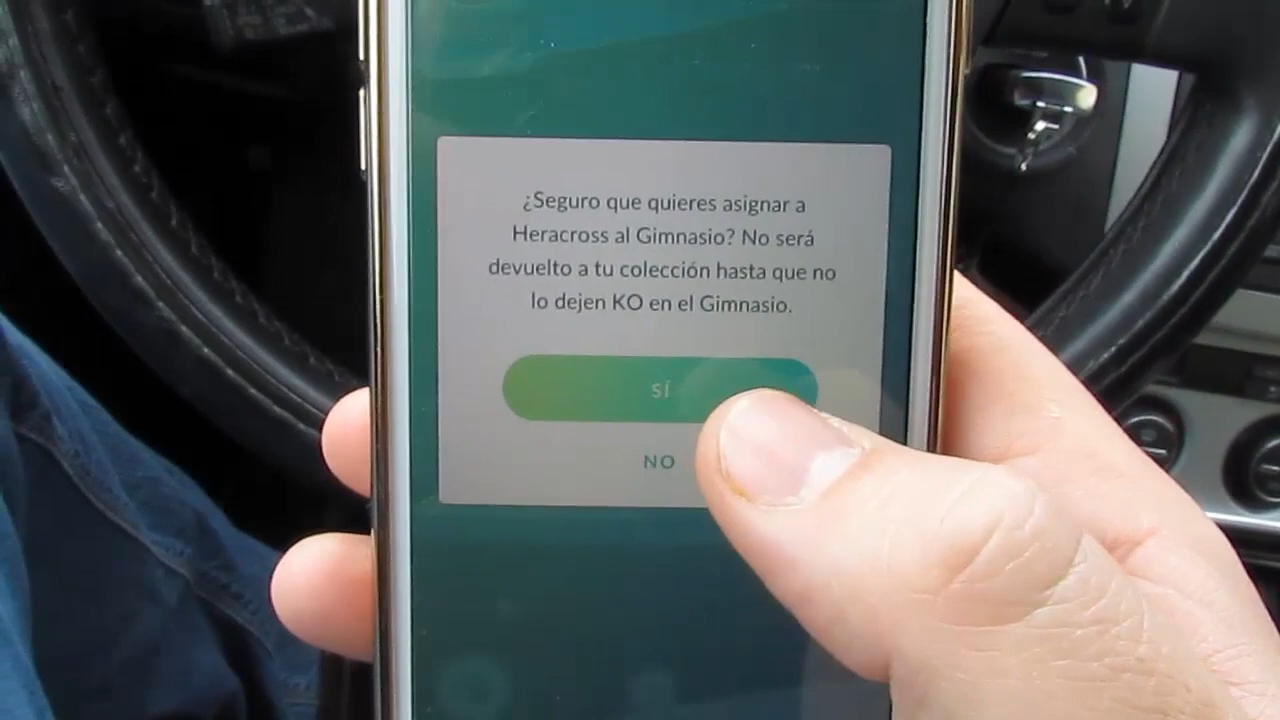 ¿Seguro que quieres asignar a
Heracross al Gimnasio? No será
devuelto a tu colección hasta que no
lo dejen KO en el Gimnasio.
SÍ
NO